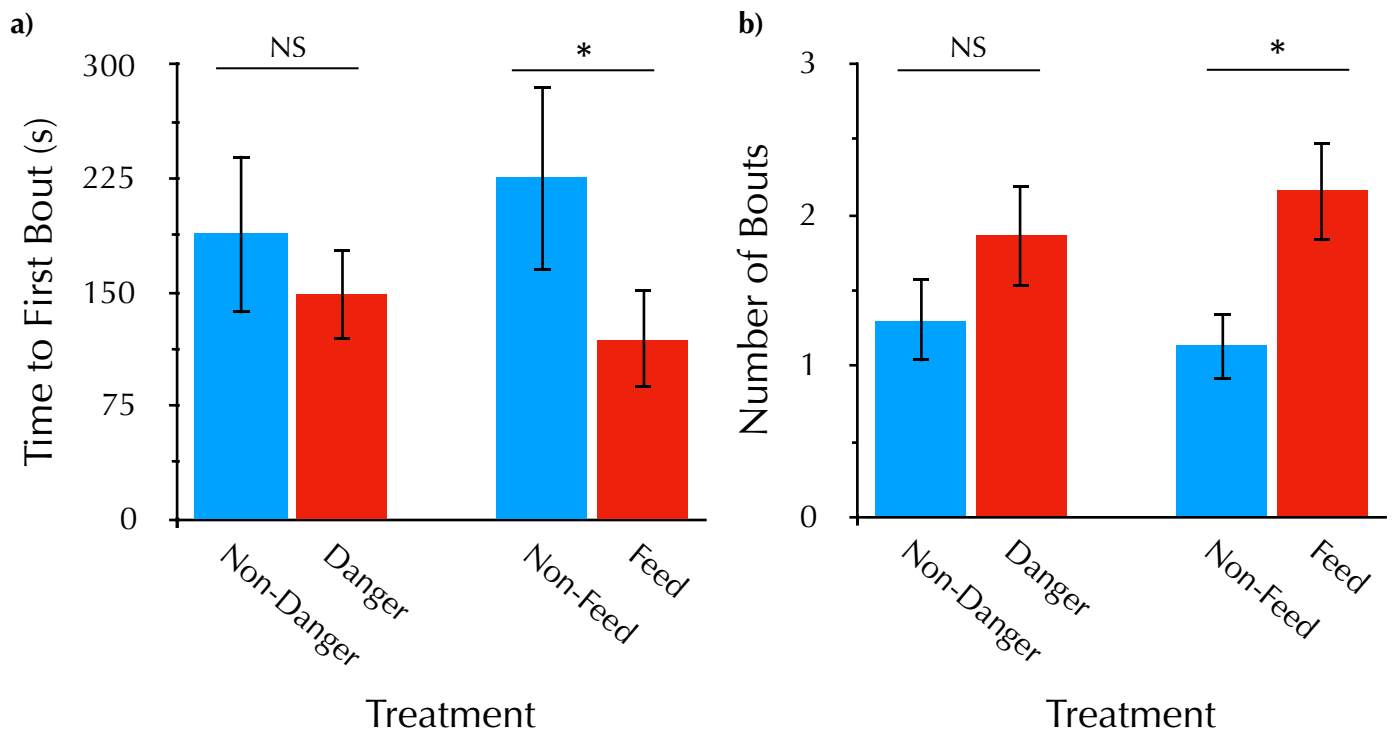 a)
NS
*
300
225
150
75
0
Time to First Bout (s)
Non-Danger
Danger
Non-Feed
Feed
Treatment
b)
NS
*
3
2
1
0
Number of Bouts
Non-Danger
Danger
Non-Feed
Feed
Treatment